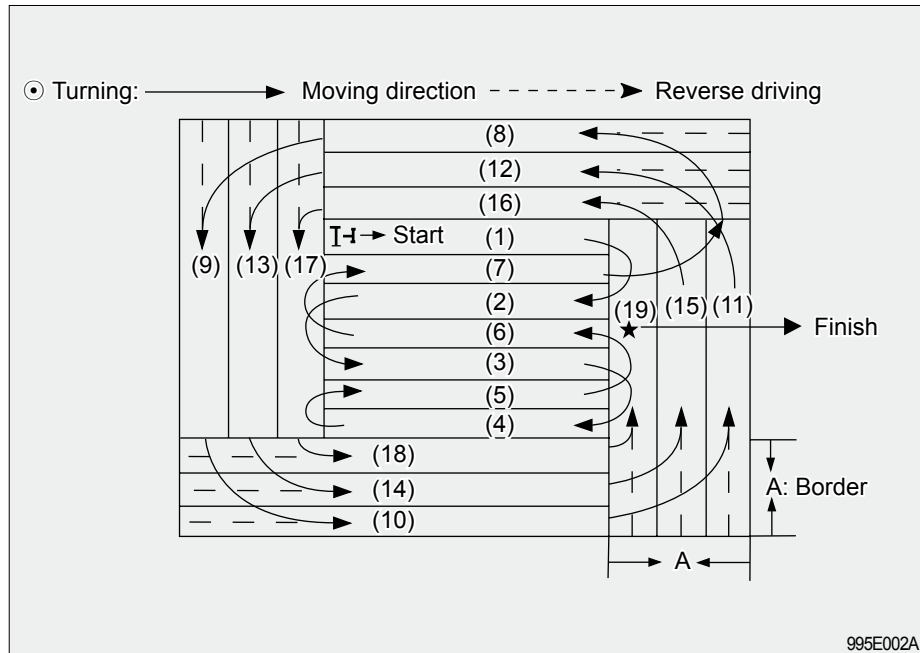 ⊙ Turning: Moving direction Reverse driving
(8)
(12)
(16)
Start (1)
(9) (13) (17)
(7)
(2)
(19) (15) (11)
(6)
Finish
(3)
(5)
(4)
(18)
(14)
A: Border
(10)
A
995E002A